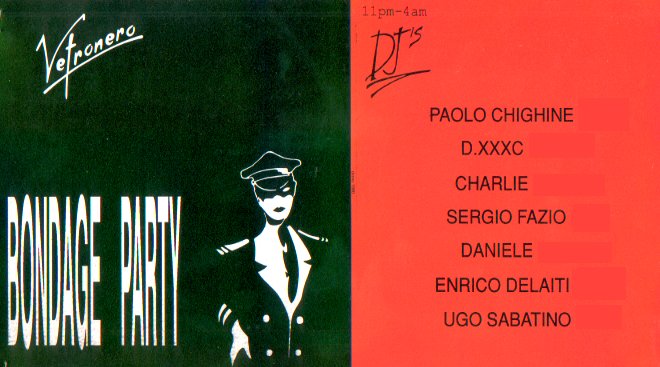 Vetronero
BONDAGE PARTY
11pm-4am
DJ's
PAOLO CHIGHINE
D.XXXC
CHARLIE
SERGIO FAZIO
DANIELE
ENRICO DELAITI
UGO SABATINO